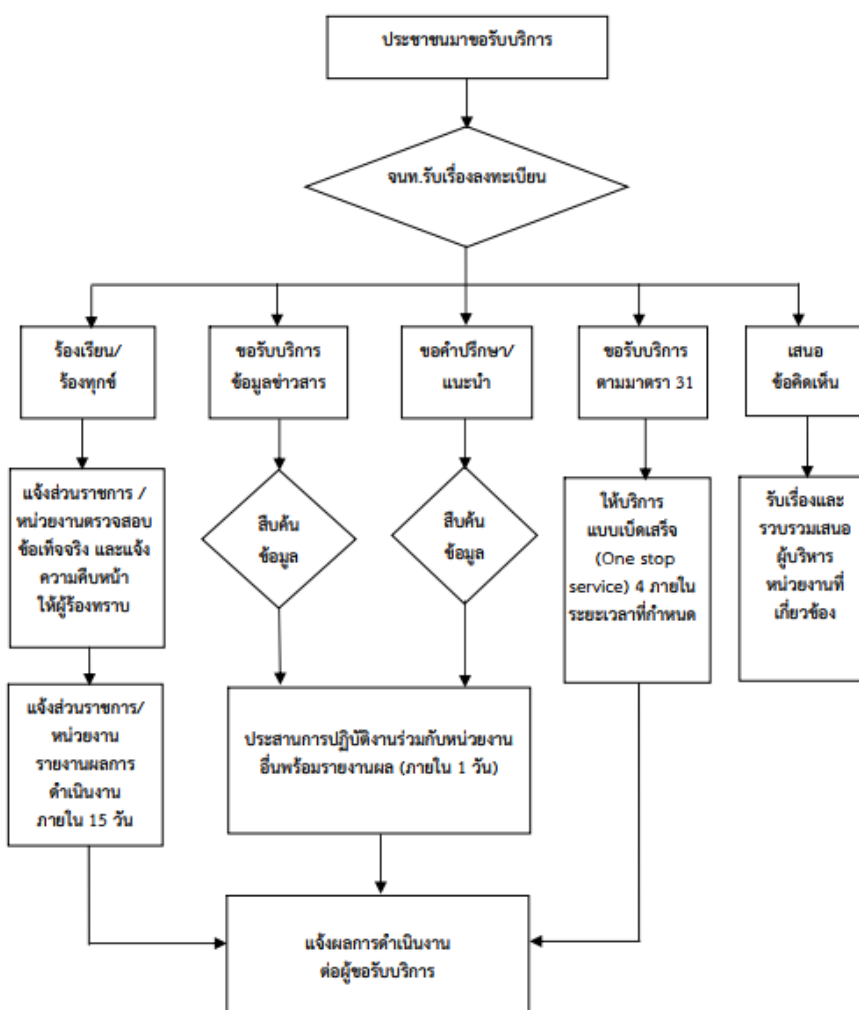 ประชาชนมาขอรับบริการ
จนท.รับเรื่องลงทะเบียน
ร้องเรียน/
ร้องทุกข์
ขอรับบริการ
ข้อมูลข่าวสาร
ขอคำปรึกษา/
แนะนำ
ขอรับบริการ
ตามมาตรา 31
เสนอ
ข้อคิดเห็น
แจ้งส่วนราชการ /
หน่วยงานตรวจสอบ
ข้อเท็จจริง และแจ้ง
ความคืบหน้า
ให้ผู้ร้องทราบ
สืบค้น
ข้อมูล
สืบค้น
ข้อมูล
ให้บริการ
แบบเบ็ดเสร็จ
(One stop
service) 4 ภายใน
ระยะเวลาที่กำหนด
รับเรื่องและ
รวบรวมเสนอ
ผู้บริหาร
หน่วยงานที่
เกี่ยวข้อง
แจ้งส่วนราชการ/
หน่วยงาน
รายงานผลการ
ดำเนินงาน
ภายใน 15 วัน
ประสานการปฏิบัติงานร่วมกับหน่วยงาน
อื่นพร้อมรายงานผล (ภายใน 1 วัน)
แจ้งผลการดำเนินงาน
ต่อผู้ขอรับบริการ